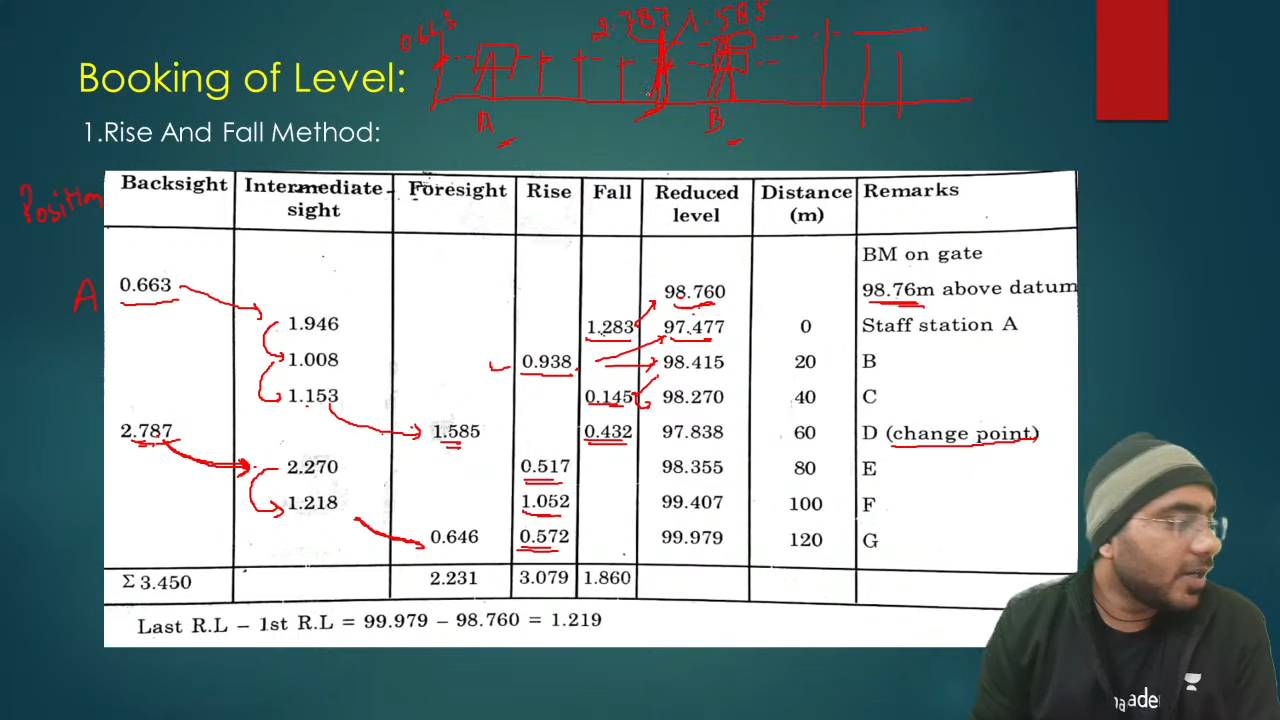 0.663
2.787 1.585
Booking of Level:
A B
1.Rise And Fall Method:
Position
Backsight Intermediate sight Foresight Rise Fall Reduced level Distance (m) Remarks
BM on gate
A 0.663 98.760 98.76m above datum
1.946 1.283 97.477 0 Staff station A
1.008 0.938 98.415 20 B
1.153 0.145 98.270 40 C
2.787 1.585 0.432 97.838 60 D (change point)
2.270 0.517 98.355 80 E
1.218 1.052 99.407 100 F
0.646 0.572 99.979 120 G
Σ 3.450 2.231 3.079 1.860
Last R.L – 1st R.L = 99.979 – 98.760 = 1.219